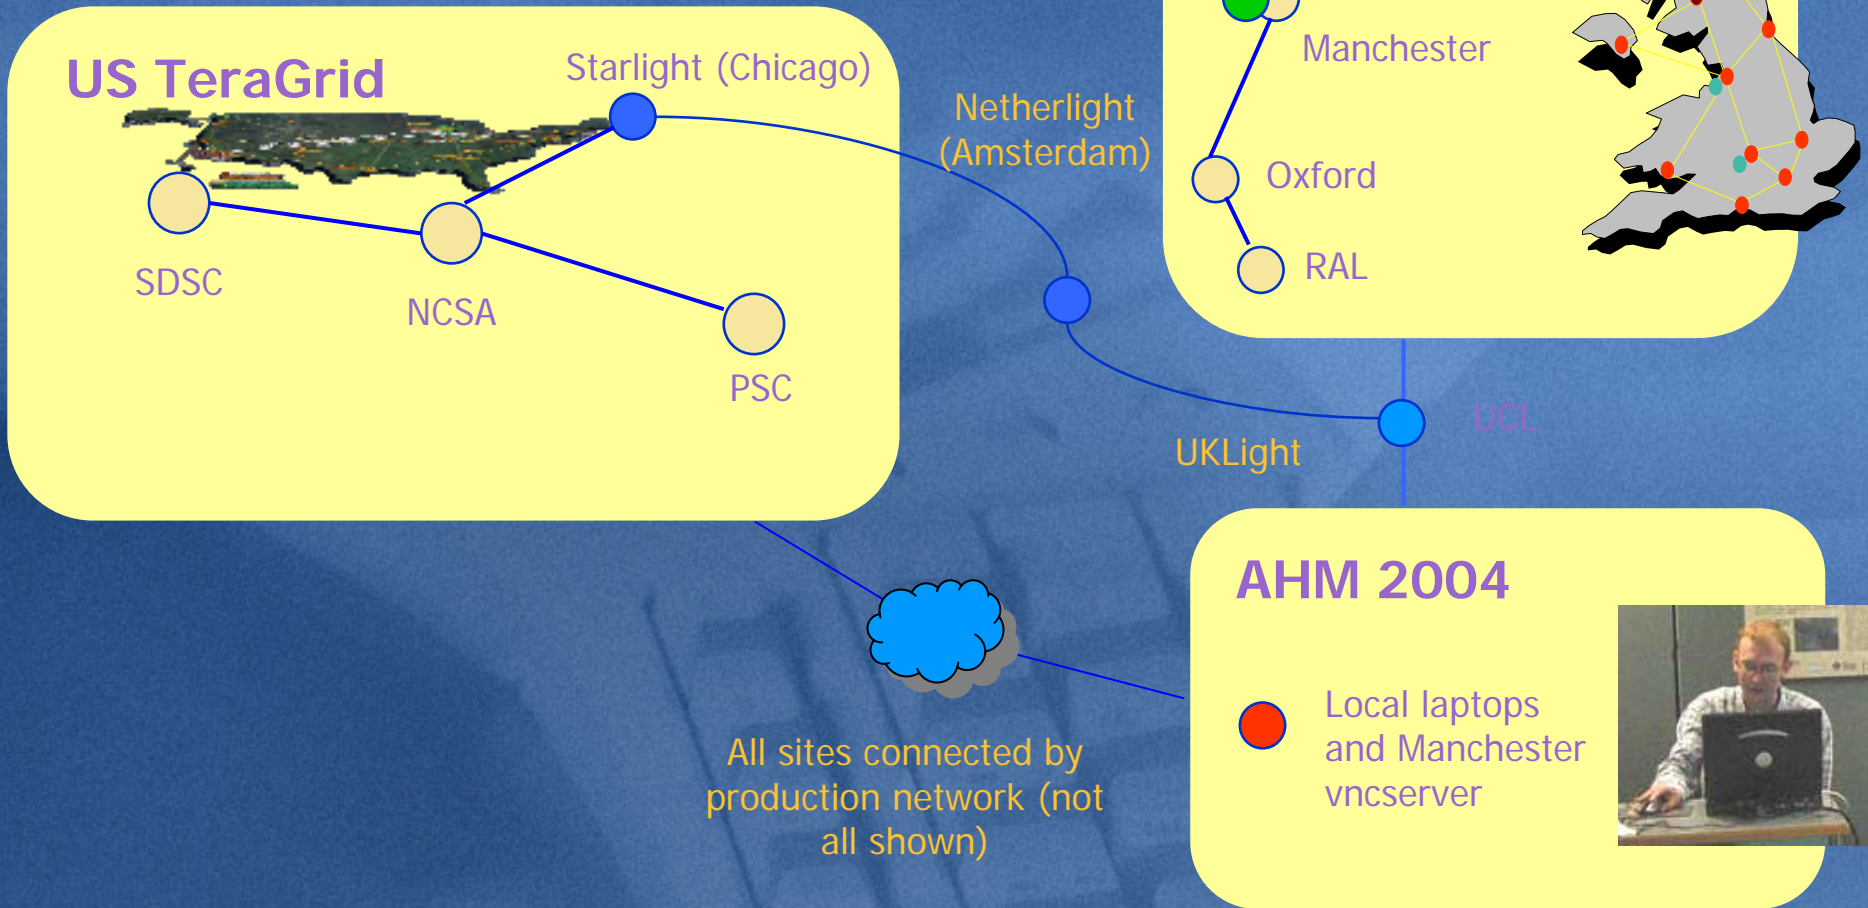 US TeraGrid
Starlight (Chicago)
SDSC
NCSA
PSC
Netherlight
(Amsterdam)
Manchester
Oxford
RAL
UCL
UKLight
All sites connected by
production network (not
all shown)
AHM 2004
Local laptops
and Manchester
vncserver